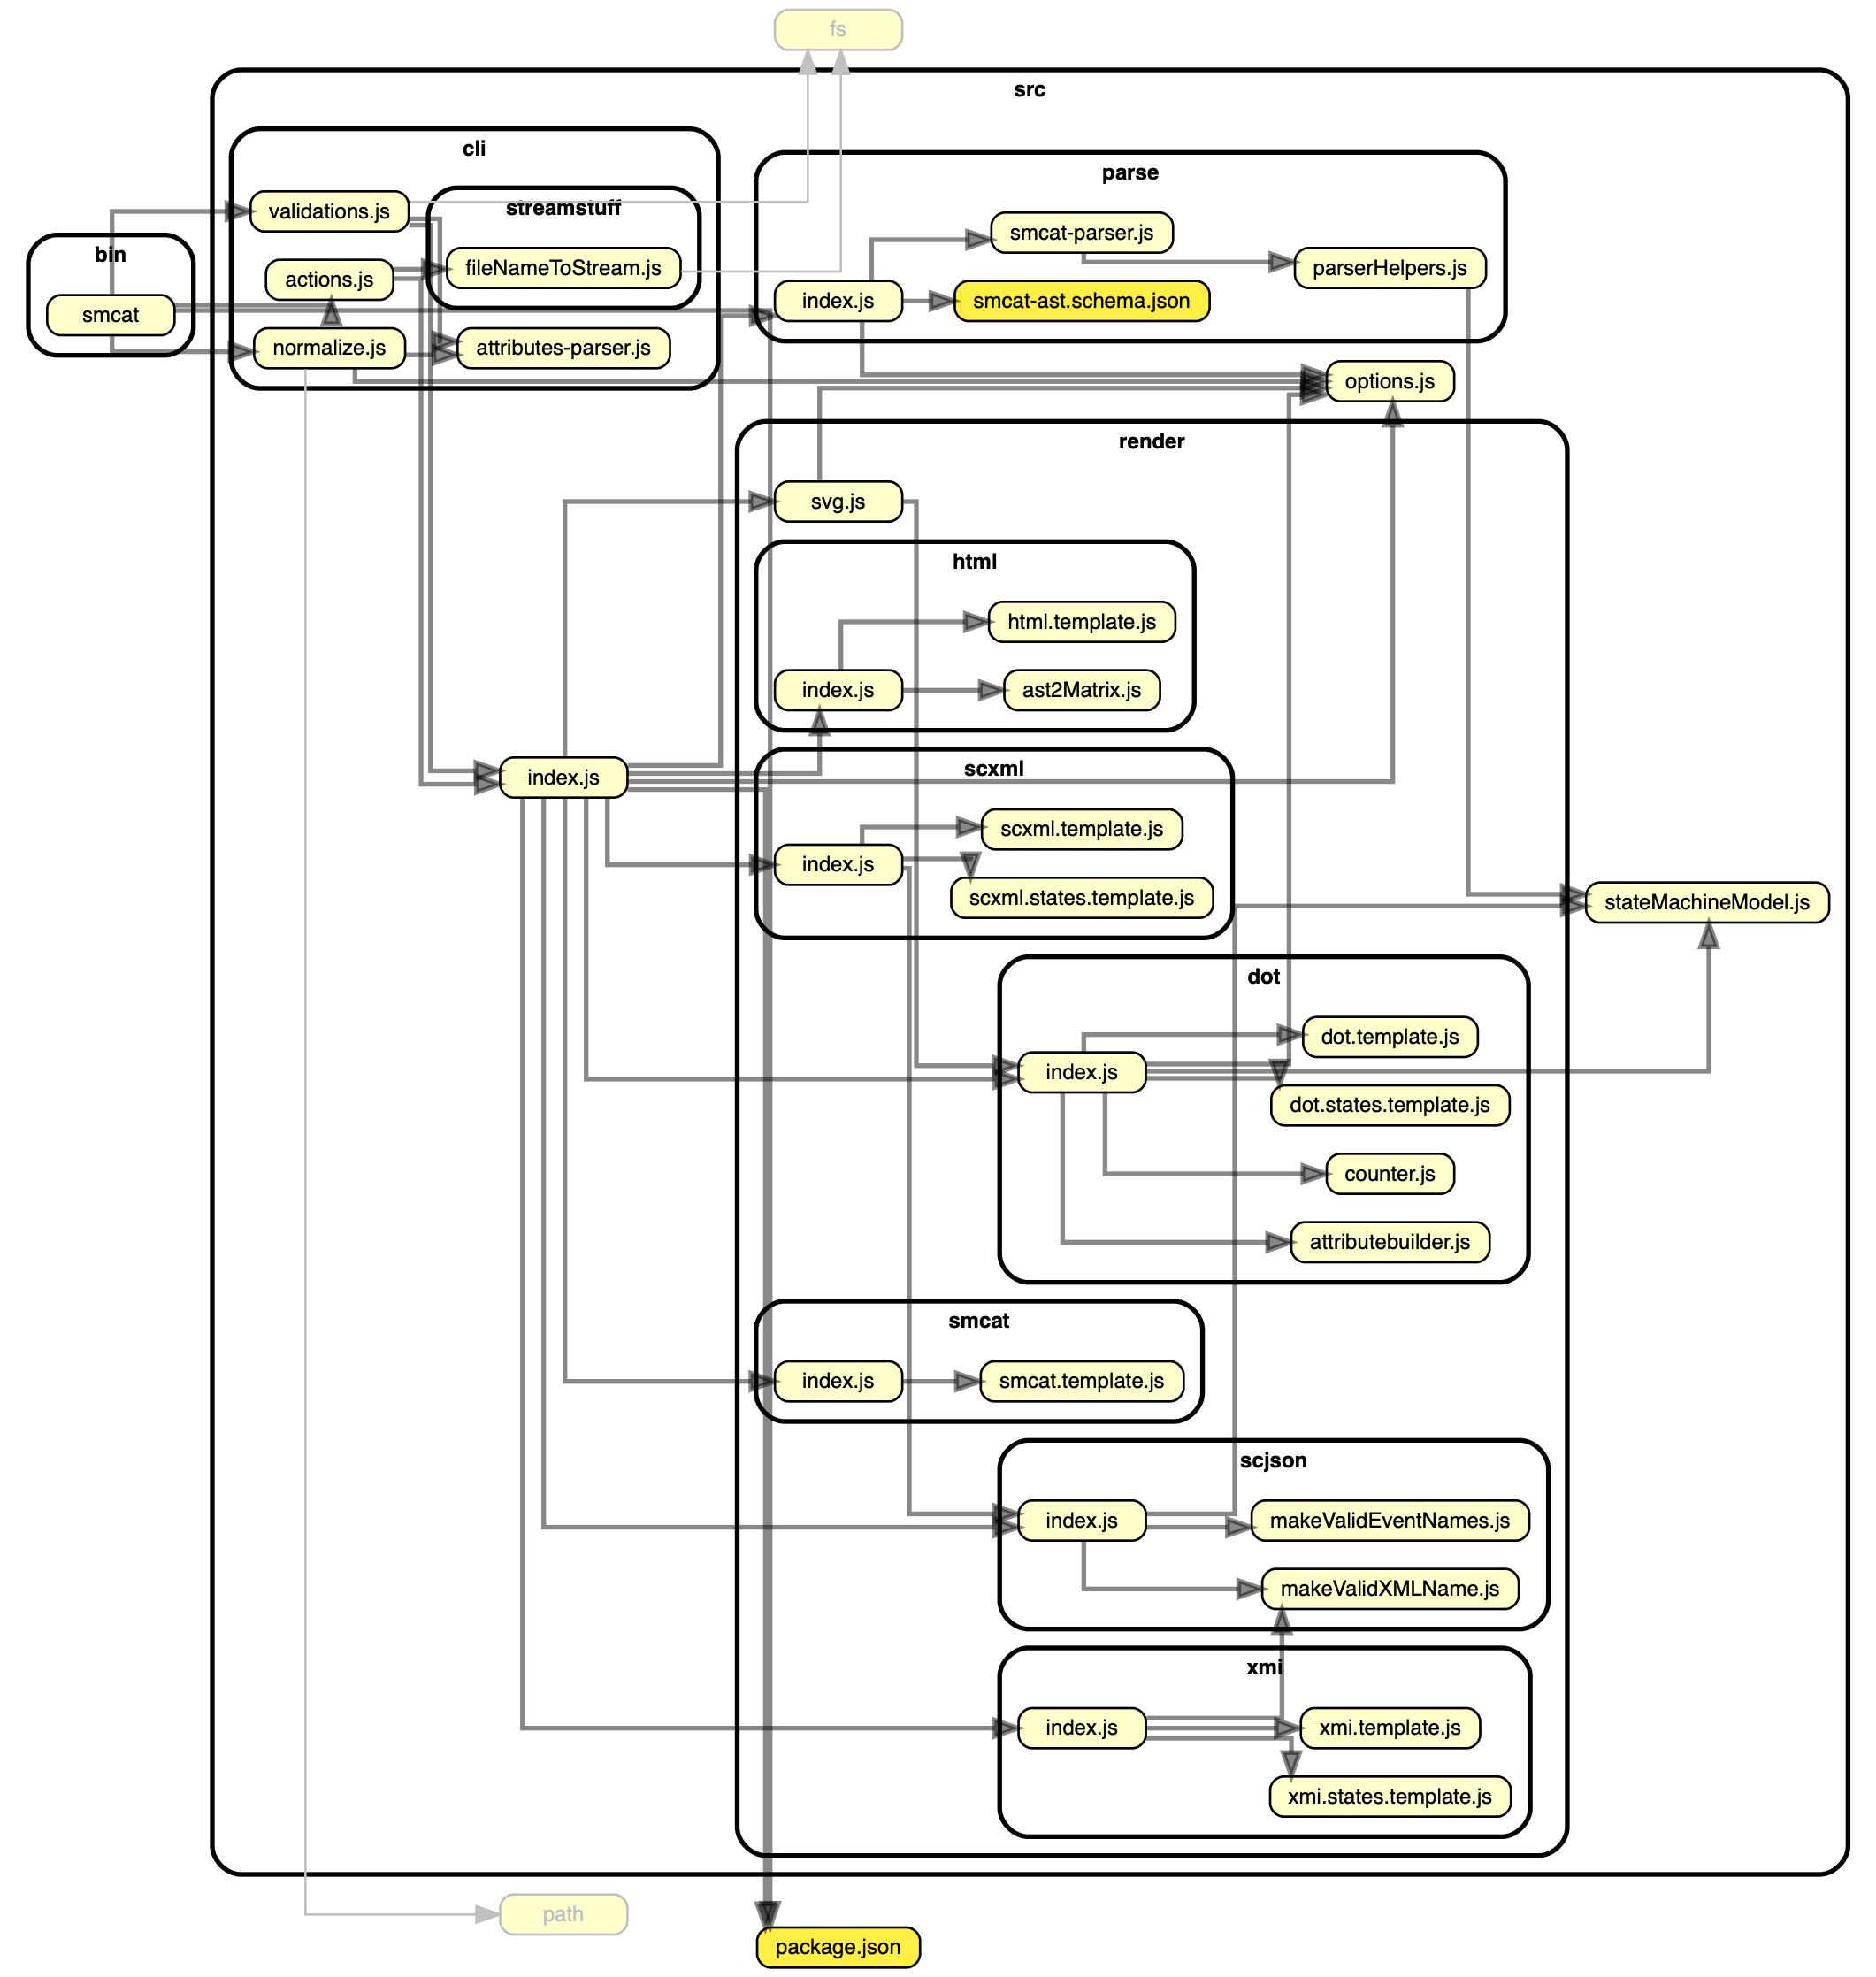 fs
src
cli
validations.js
streamstuff
fileNameToStream.js
actions.js
normalize.js
attributes-parser.js
bin
smcat
parse
smcat-parser.js
parserHelpers.js
index.js
smcat-ast.schema.json
options.js
render
svg.js
html
html.template.js
index.js
ast2Matrix.js
index.js
scxml
scxml.template.js
index.js
scxml.states.template.js
stateMachineModel.js
dot
dot.template.js
index.js
dot.states.template.js
counter.js
attributebuilder.js
smcat
index.js
smcat.template.js
scjson
index.js
makeValidEventNames.js
makeValidXMLName.js
xmi
index.js
xmi.template.js
xmi.states.template.js
path
package.json